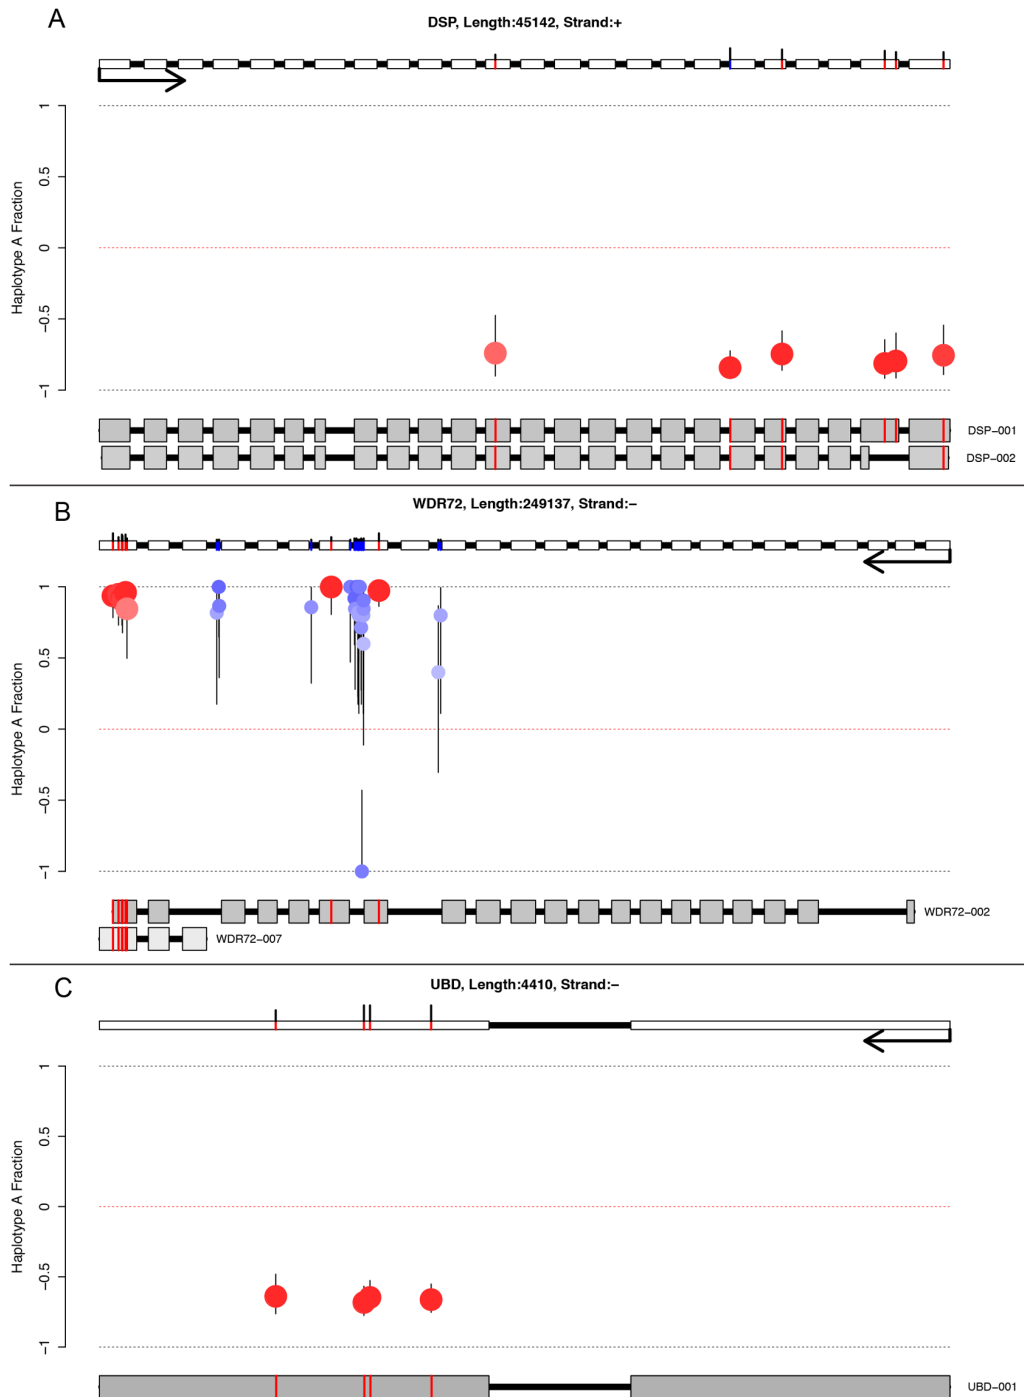 A
DSP, Length:45142, Strand:+
Haplotype A Fraction
1
0.5
0
−0.5
−1
DSP−001
DSP−002
B
WDR72, Length:249137, Strand:−
Haplotype A Fraction
1
0.5
0
−0.5
−1
WDR72−002
WDR72−007
C
UBD, Length:4410, Strand:−
Haplotype A Fraction
1
0.5
0
−0.5
−1
UBD−001